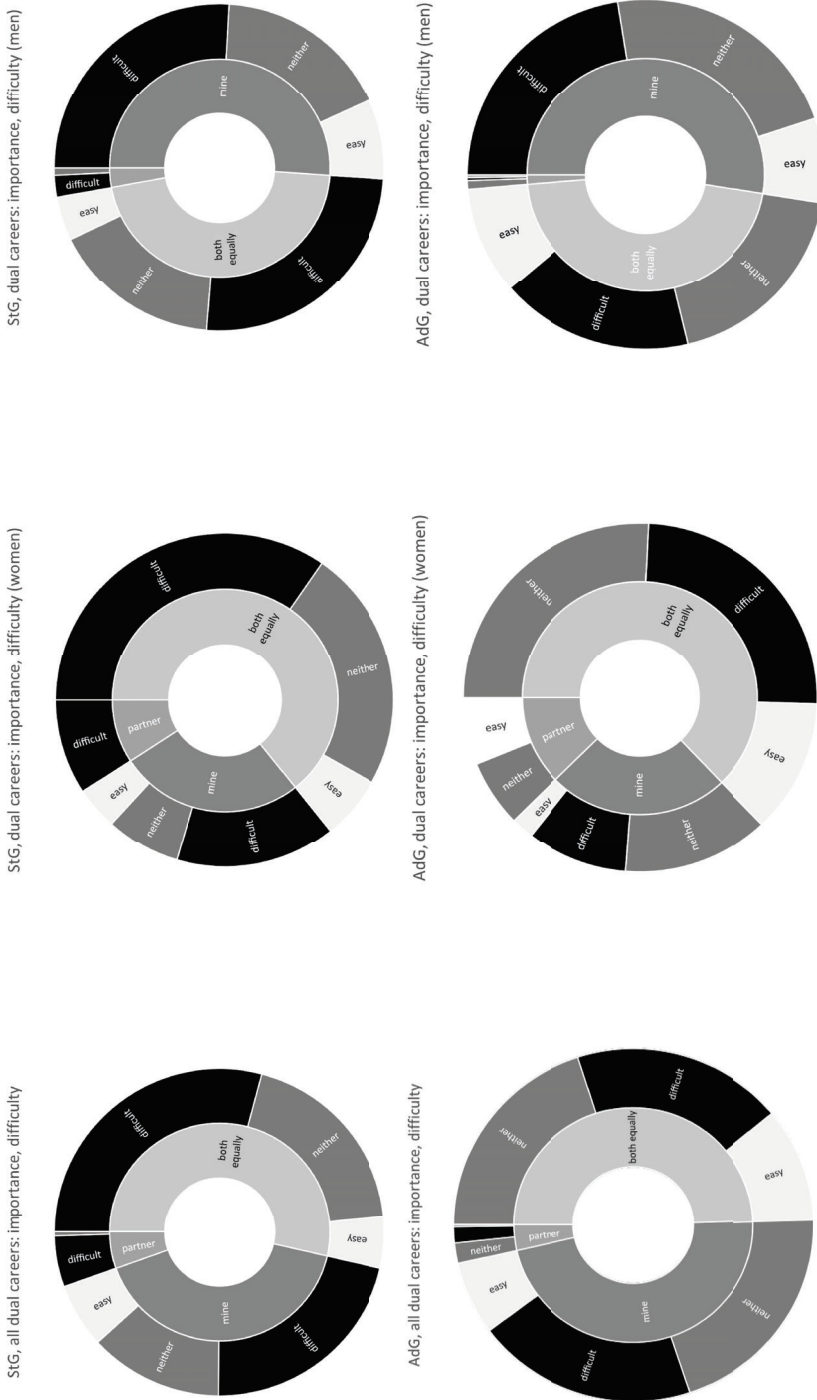 StG, dual careers: importance, difficulty (men)
difficult
neither
easy
difficult
neither
easy
difficult
mine
both
equally
AdG, dual careers: importance, difficulty (men)
difficult
neither
easy
neither
difficult
easy
mine
both
equally
StG, dual careers: importance, difficulty (women)
difficult
neither
easy
difficult
neither
easy
difficult
both
equally
mine
partner
AdG, dual careers: importance, difficulty (women)
neither
difficult
easy
neither
difficult
easy
neither
easy
both
equally
mine
partner
StG, all dual careers: importance, difficulty
difficult
neither
easy
difficult
neither
easy
difficult
both
equally
mine
partner
AdG, all dual careers: importance, difficulty
neither
difficult
easy
neither
difficult
easy
neither
both equally
mine
partner